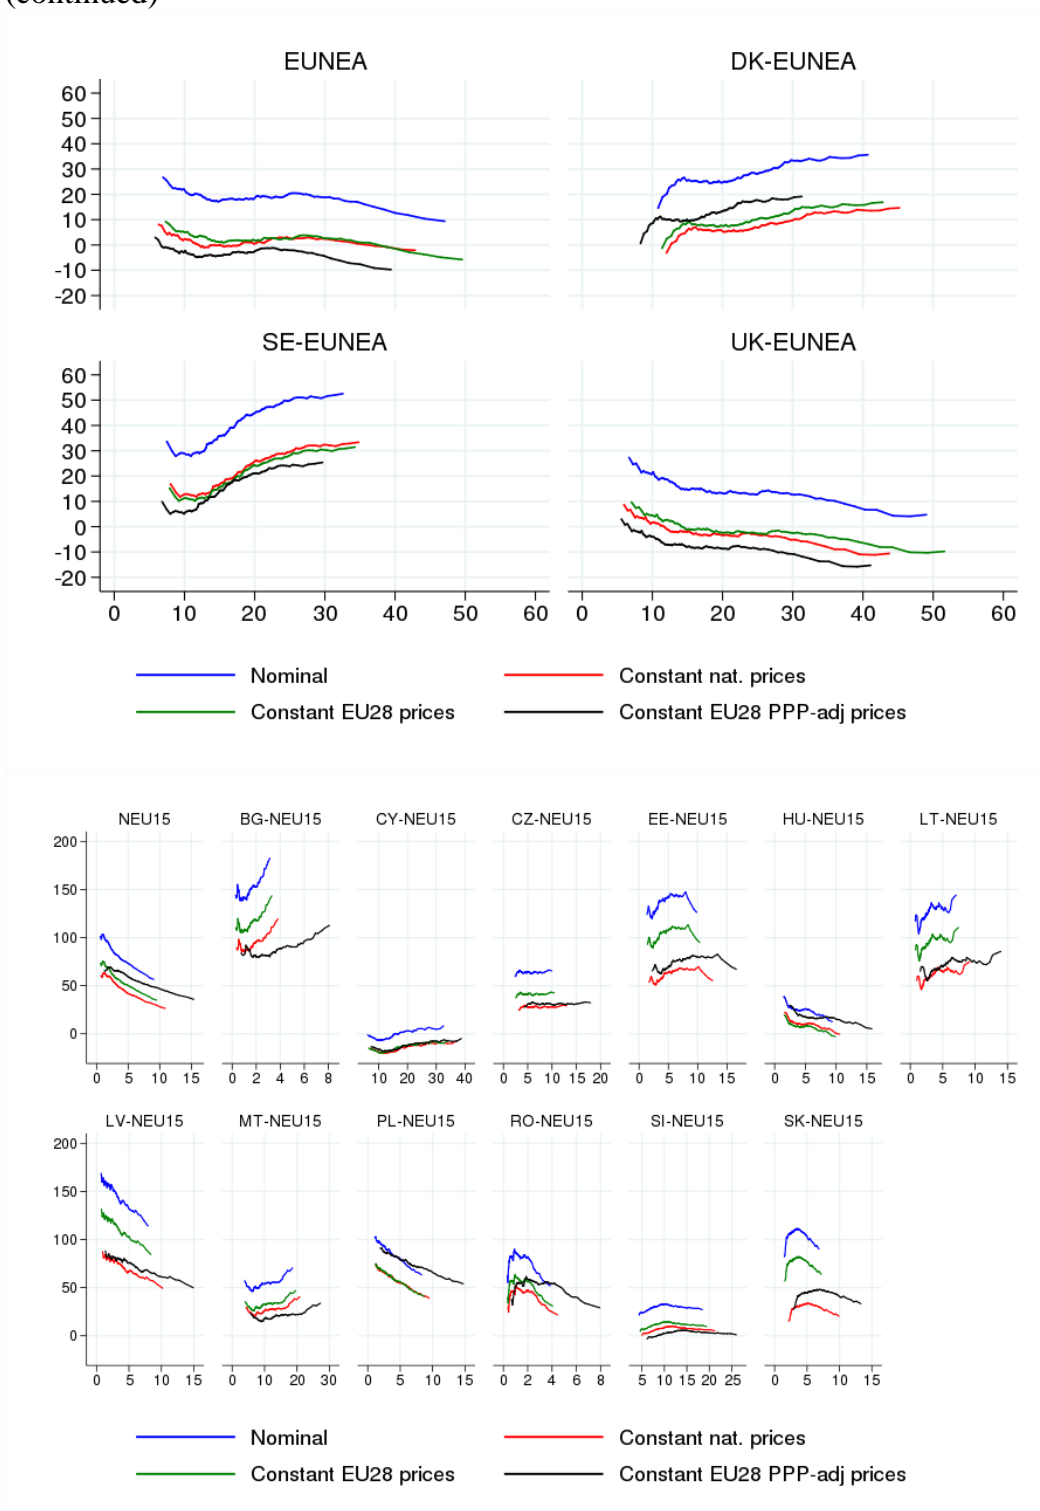 (continued)
EUNEA DK-EUNEA
60
50
40
30
20
10
0
-10
-20
SE-EUNEA UK-EUNEA
60
50
40
30
20
10
0
-10
-20
0 10 20 30 40 50 60 0 10 20 30 40 50 60
Nominal Constant nat. prices
Constant EU28 prices Constant EU28 PPP-adj prices
NEU15 BG-NEU15 CY-NEU15 CZ-NEU15 EE-NEU15 HU-NEU15 LT-NEU15
200
150
100
50
0
0 5 10 15 0 2 4 6 8 10 20 30 40 0 5 10 15 20 0 5 10 15 0 5 10 15 0 5 10 15
LV-NEU15 MT-NEU15 PL-NEU15 RO-NEU15 SI-NEU15 SK-NEU15
200
150
100
50
0
0 5 10 15 0 10 20 30 0 5 10 15 0 2 4 6 8 5 10 15 20 25 0 5 10 15
Nominal Constant nat. prices
Constant EU28 prices Constant EU28 PPP-adj prices